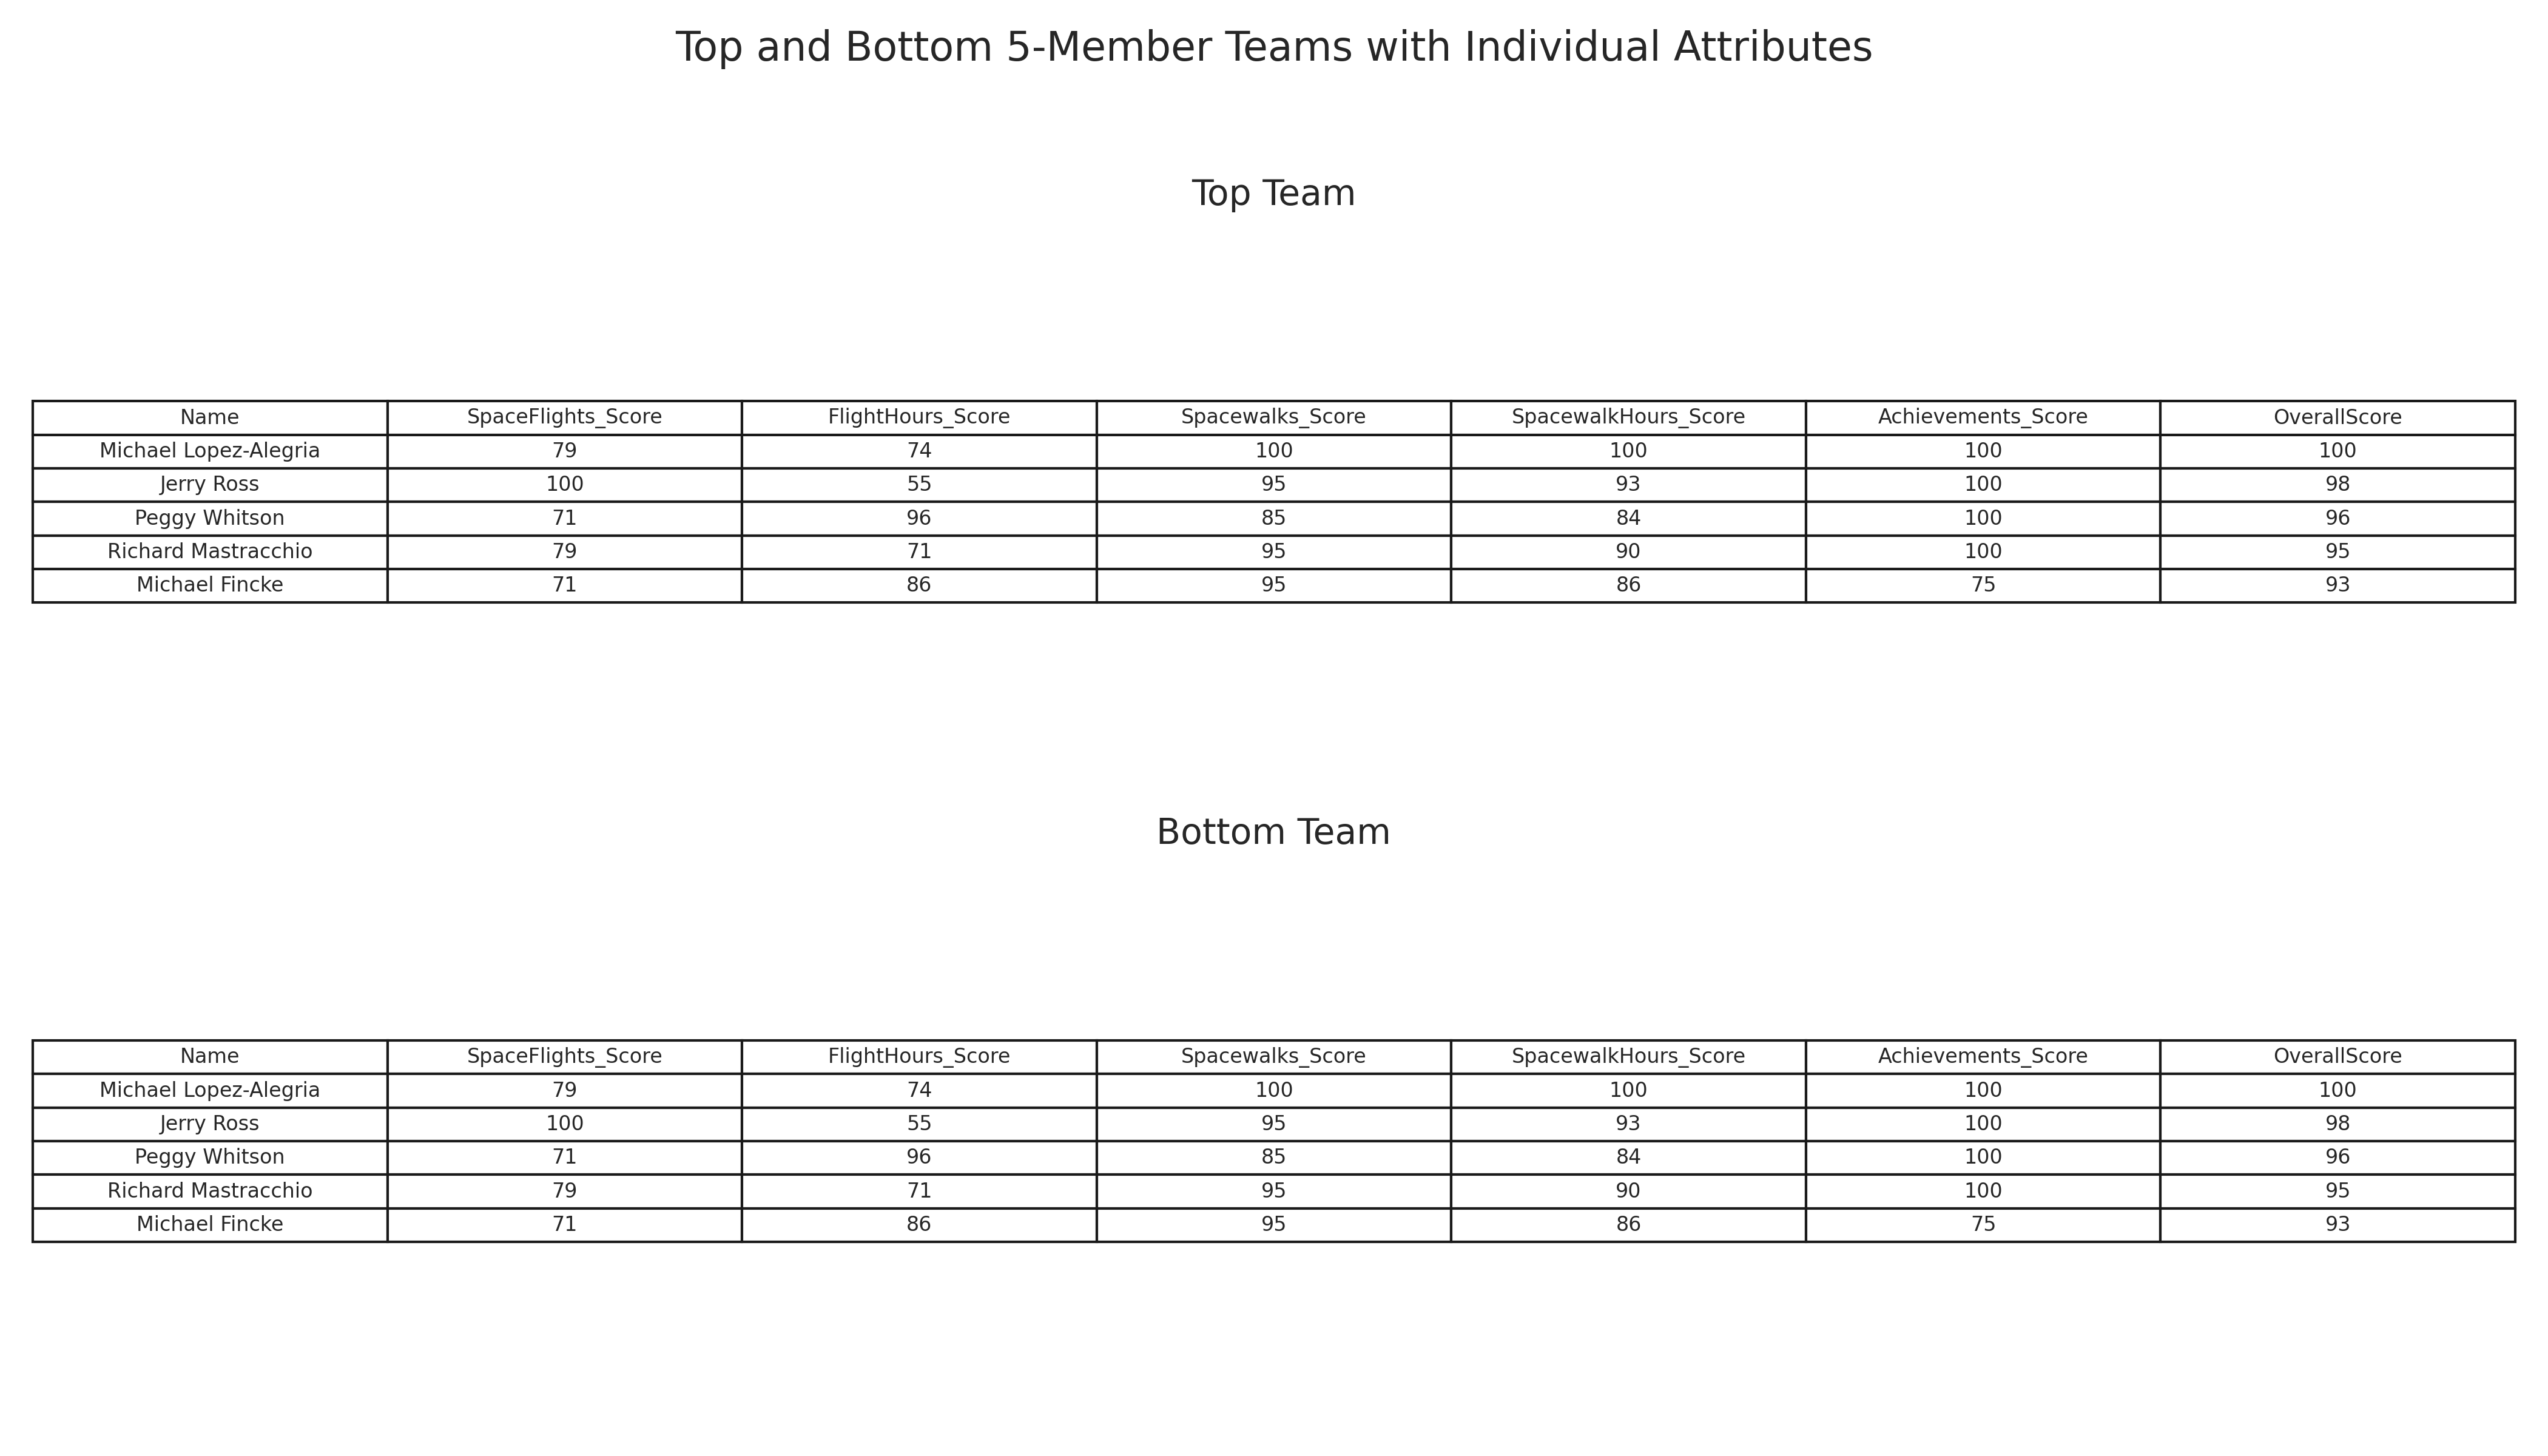 Top and Bottom 5-Member Teams with Individual Attributes
Top Team
Name SpaceFlights_Score FlightHours_Score Spacewalks_Score SpacewalkHours_Score Achievements_Score OverallScore
Michael Lopez-Alegria 79 74 100 100 100 100
Jerry Ross 100 55 95 93 100 98
Peggy Whitson 71 96 85 84 100 96
Richard Mastracchio 79 71 95 90 100 95
Michael Fincke 71 86 95 86 75 93
Bottom Team
Name SpaceFlights_Score FlightHours_Score Spacewalks_Score SpacewalkHours_Score Achievements_Score OverallScore
Michael Lopez-Alegria 79 74 100 100 100 100
Jerry Ross 100 55 95 93 100 98
Peggy Whitson 71 96 85 84 100 96
Richard Mastracchio 79 71 95 90 100 95
Michael Fincke 71 86 95 86 75 93